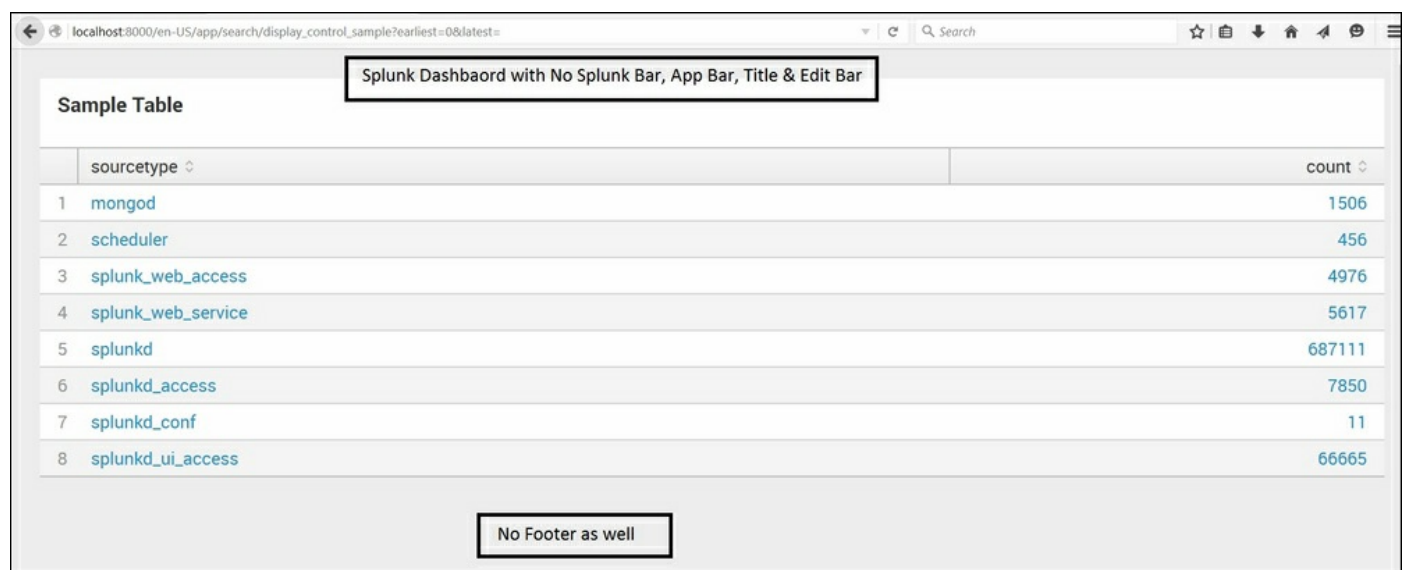 localhost:8000/en-US/app/search/display_control_sample?earliest=0&latest=
Search
Splunk Dashbaord with No Splunk Bar, App Bar, Title & Edit Bar
Sample Table
sourcetype count
1 mongod 1506
2 scheduler 456
3 splunk_web_access 4976
4 splunk_web_service 5617
5 splunkd 687111
6 splunkd_access 7850
7 splunkd_conf 11
8 splunkd_ui_access 66665
No Footer as well